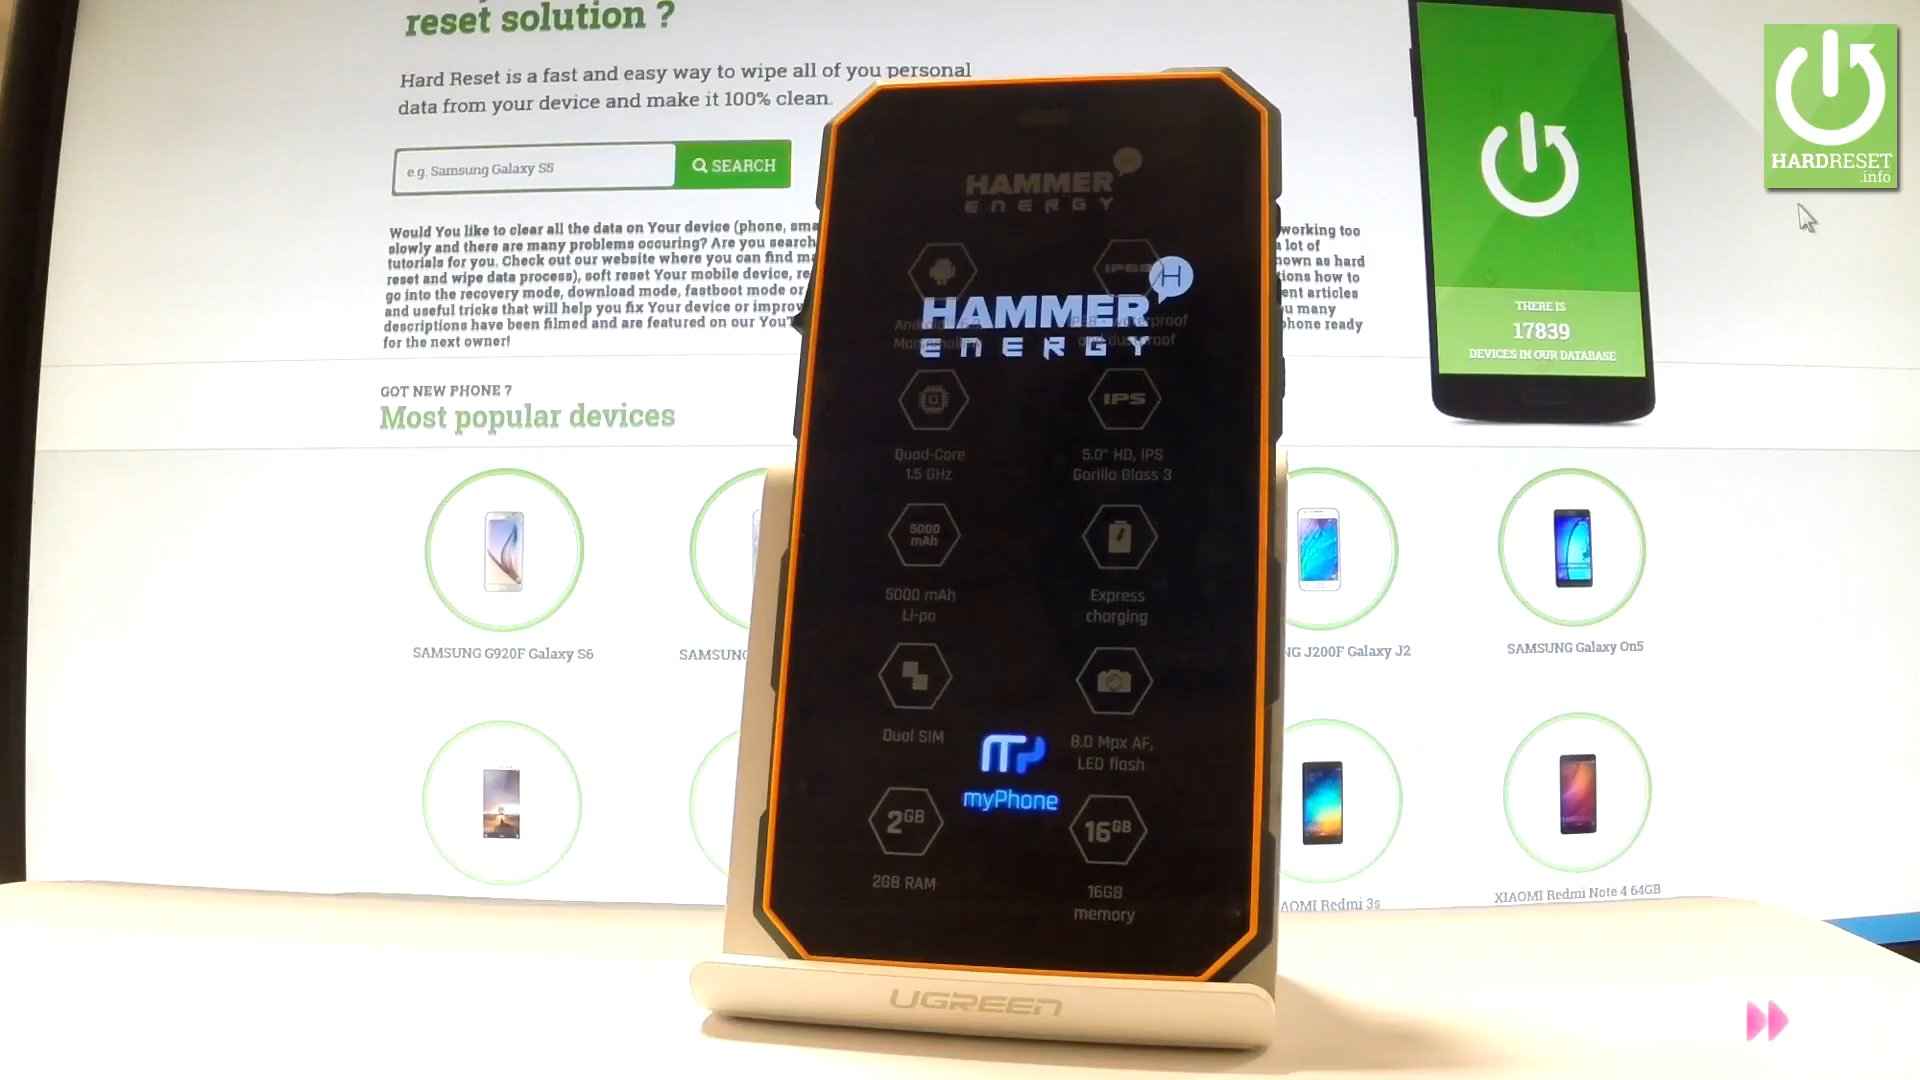 reset solution ?
Hard Reset is a fast and easy way to wipe all of you personal
data from your device and make it 100% clean.
e.g. Samsung Galaxy S5
SEARCH
Would You like to clear all the data on Your device (phone,
slowly and there are many problems occuring? Are you search
tutorials for you. Check out our website where you can find
reset and wipe data process), soft reset Your mobile device,
go into the recovery mode, download mode, fastboot mode or
and useful tricks that will help you fix Your device or
descriptions have been filmed and are featured on our
for the next owner!
working too
a lot of
as hard
how to
articles
many
phone ready
GOT NEW PHONE ?
Most popular devices
SAMSUNG G920F Galaxy S6
J200F Galaxy J2
SAMSUNG Galaxy On5
Redmi 3s
XIAOMI Redmi Note 4 64GB
THERE IS
17839
DEVICES IN OUR DATABASE
HARDRESET
.info
HAMMER
ENERGY
IP68
H
HAMMER
ENERGY
IPS
Quad-Core
1.5 GHz
5.0" HD, IPS
Gorilla Glass 3
5000
mAh
5000 mAh
Li-po
Express
charging
Dual SIM
8.0 Mpx AF,
LED flash
myPhone
2GB
16GB
2GB RAM
16GB
memory
UGREEN